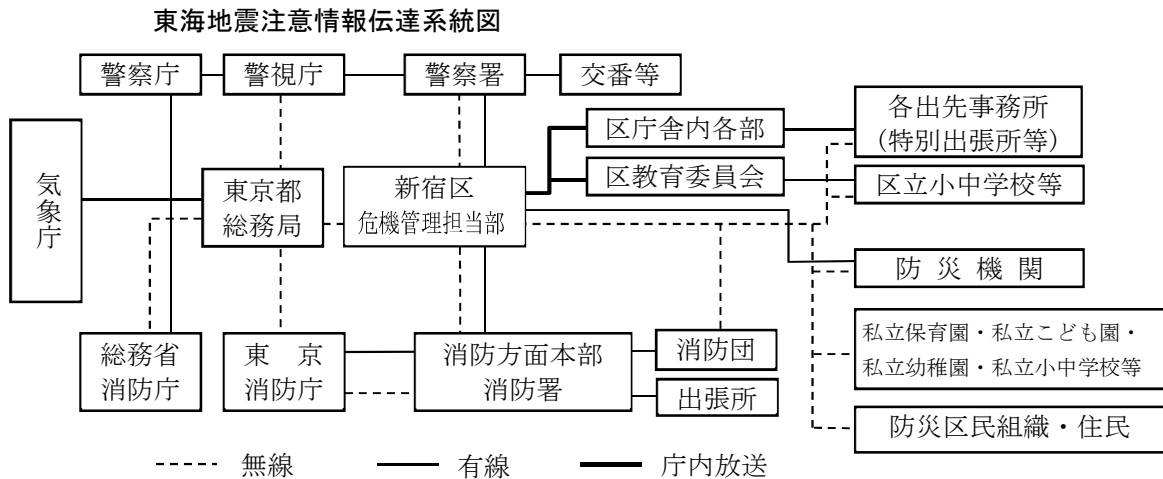 東海地震注意情報伝達系統図
警察庁
警視庁
警察署
交番等
気象庁
東京都
総務局
新宿区
危機管理担当部
区庁舎内各部
区教育委員会
各出先事務所
(特別出張所等)
区立小中学校等
防災機関
総務省
消防庁
東京
消防庁
消防方面本部
消防署
消防団
出張所
私立保育園・私立こども園・
私立幼稚園・私立小中学校等
防災区民組織・住民
無線
有線
庁内放送